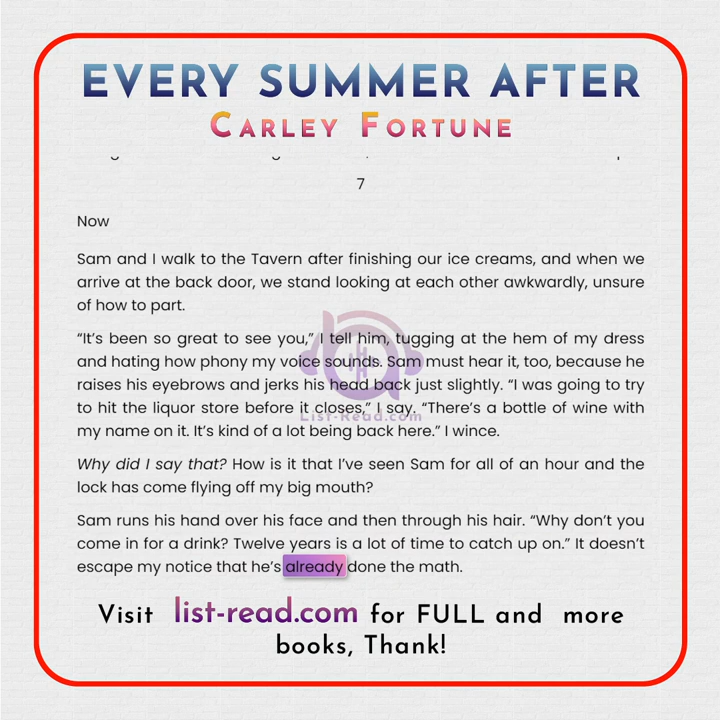 EVERY SUMMER AFTER
CARLEY FORTUNE
7
Now
Sam and I walk to the Tavern after finishing our ice creams, and when we
arrive at the back door, we stand looking at each other awkwardly, unsure
of how to part.
“It’s been so great to see you,” I tell him, tugging at the hem of my dress
and hating how phony my voice sounds. Sam must hear it, too, because he
raises his eyebrows and jerks his head back just slightly. “I was going to try
to hit the liquor store before it closes,” I say. “There’s a bottle of wine with
List-Read.com
my name on it. It’s kind of a lot being back here.” I wince.
Why did I say that? How is it that I’ve seen Sam for all of an hour and the
lock has come flying off my big mouth?
Sam runs his hand over his face and then through his hair. “Why don’t you
come in for a drink? Twelve years is a lot of time to catch up on.” It doesn’t
escape my notice that he’s already done the math.
Visit list-read.com for FULL and more
books, Thank!